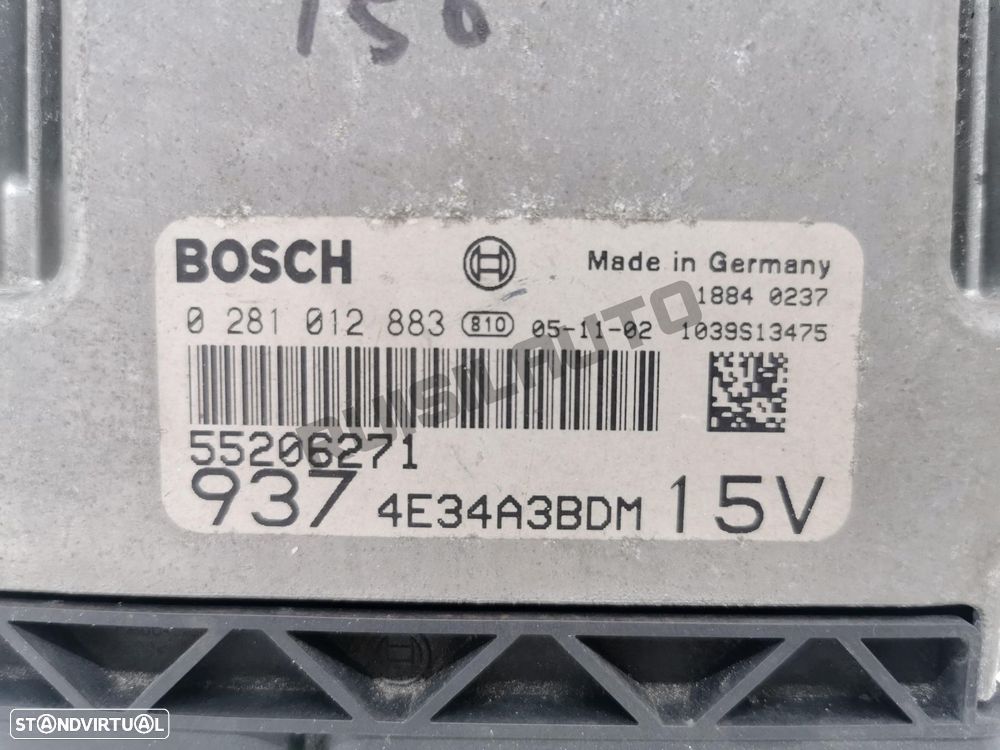 156
BOSCH
Made in Germany
1884 0237
0 281 012 883 810 05-11-02 1039S13475
55206271
937 4E34A3BDM 15V
QUISILAUTO
STANDVIRTUAL